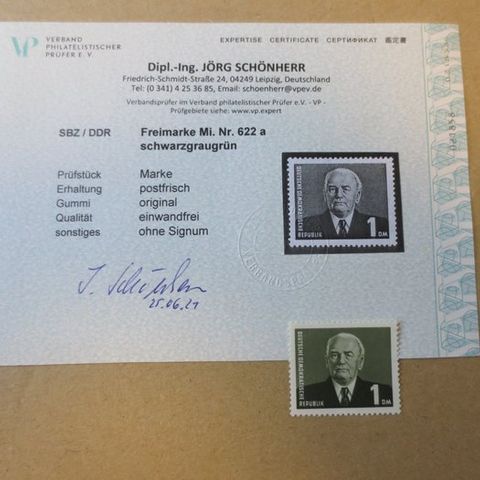 VP
VERBAND
PHILATELISTISCHER
PRÜFER E. V.
EXPERTISE CERTIFICATE СЕРТИФИКАТ 鑑定書
Dipl.-Ing. JÖRG SCHÖNHERR
Friedrich-Schmidt-Straße 24, 04249 Leipzig, Deutschland
Tel: (0 341) 4 25 36 85, Email: schoenherr@vpev.de
Verbandsprüfer im Verband philatelistischer Prüfer e.V. - VP -
Prüfgebiete siehe: www.vp.expert
SBZ / DDR Freimarke Mi. Nr. 622 a
schwarzgraugrün
Prüfstück Marke
Erhaltung postfrisch
Gummi original
Qualität einwandfrei
sonstiges ohne Signum
DEUTSCHE DEMOKRATISCHE
REPUBLIK
1 DM
J. Schönherr
25.06.21
DEUTSCHE DEMOKRATISCHE
REPUBLIK
1 DM